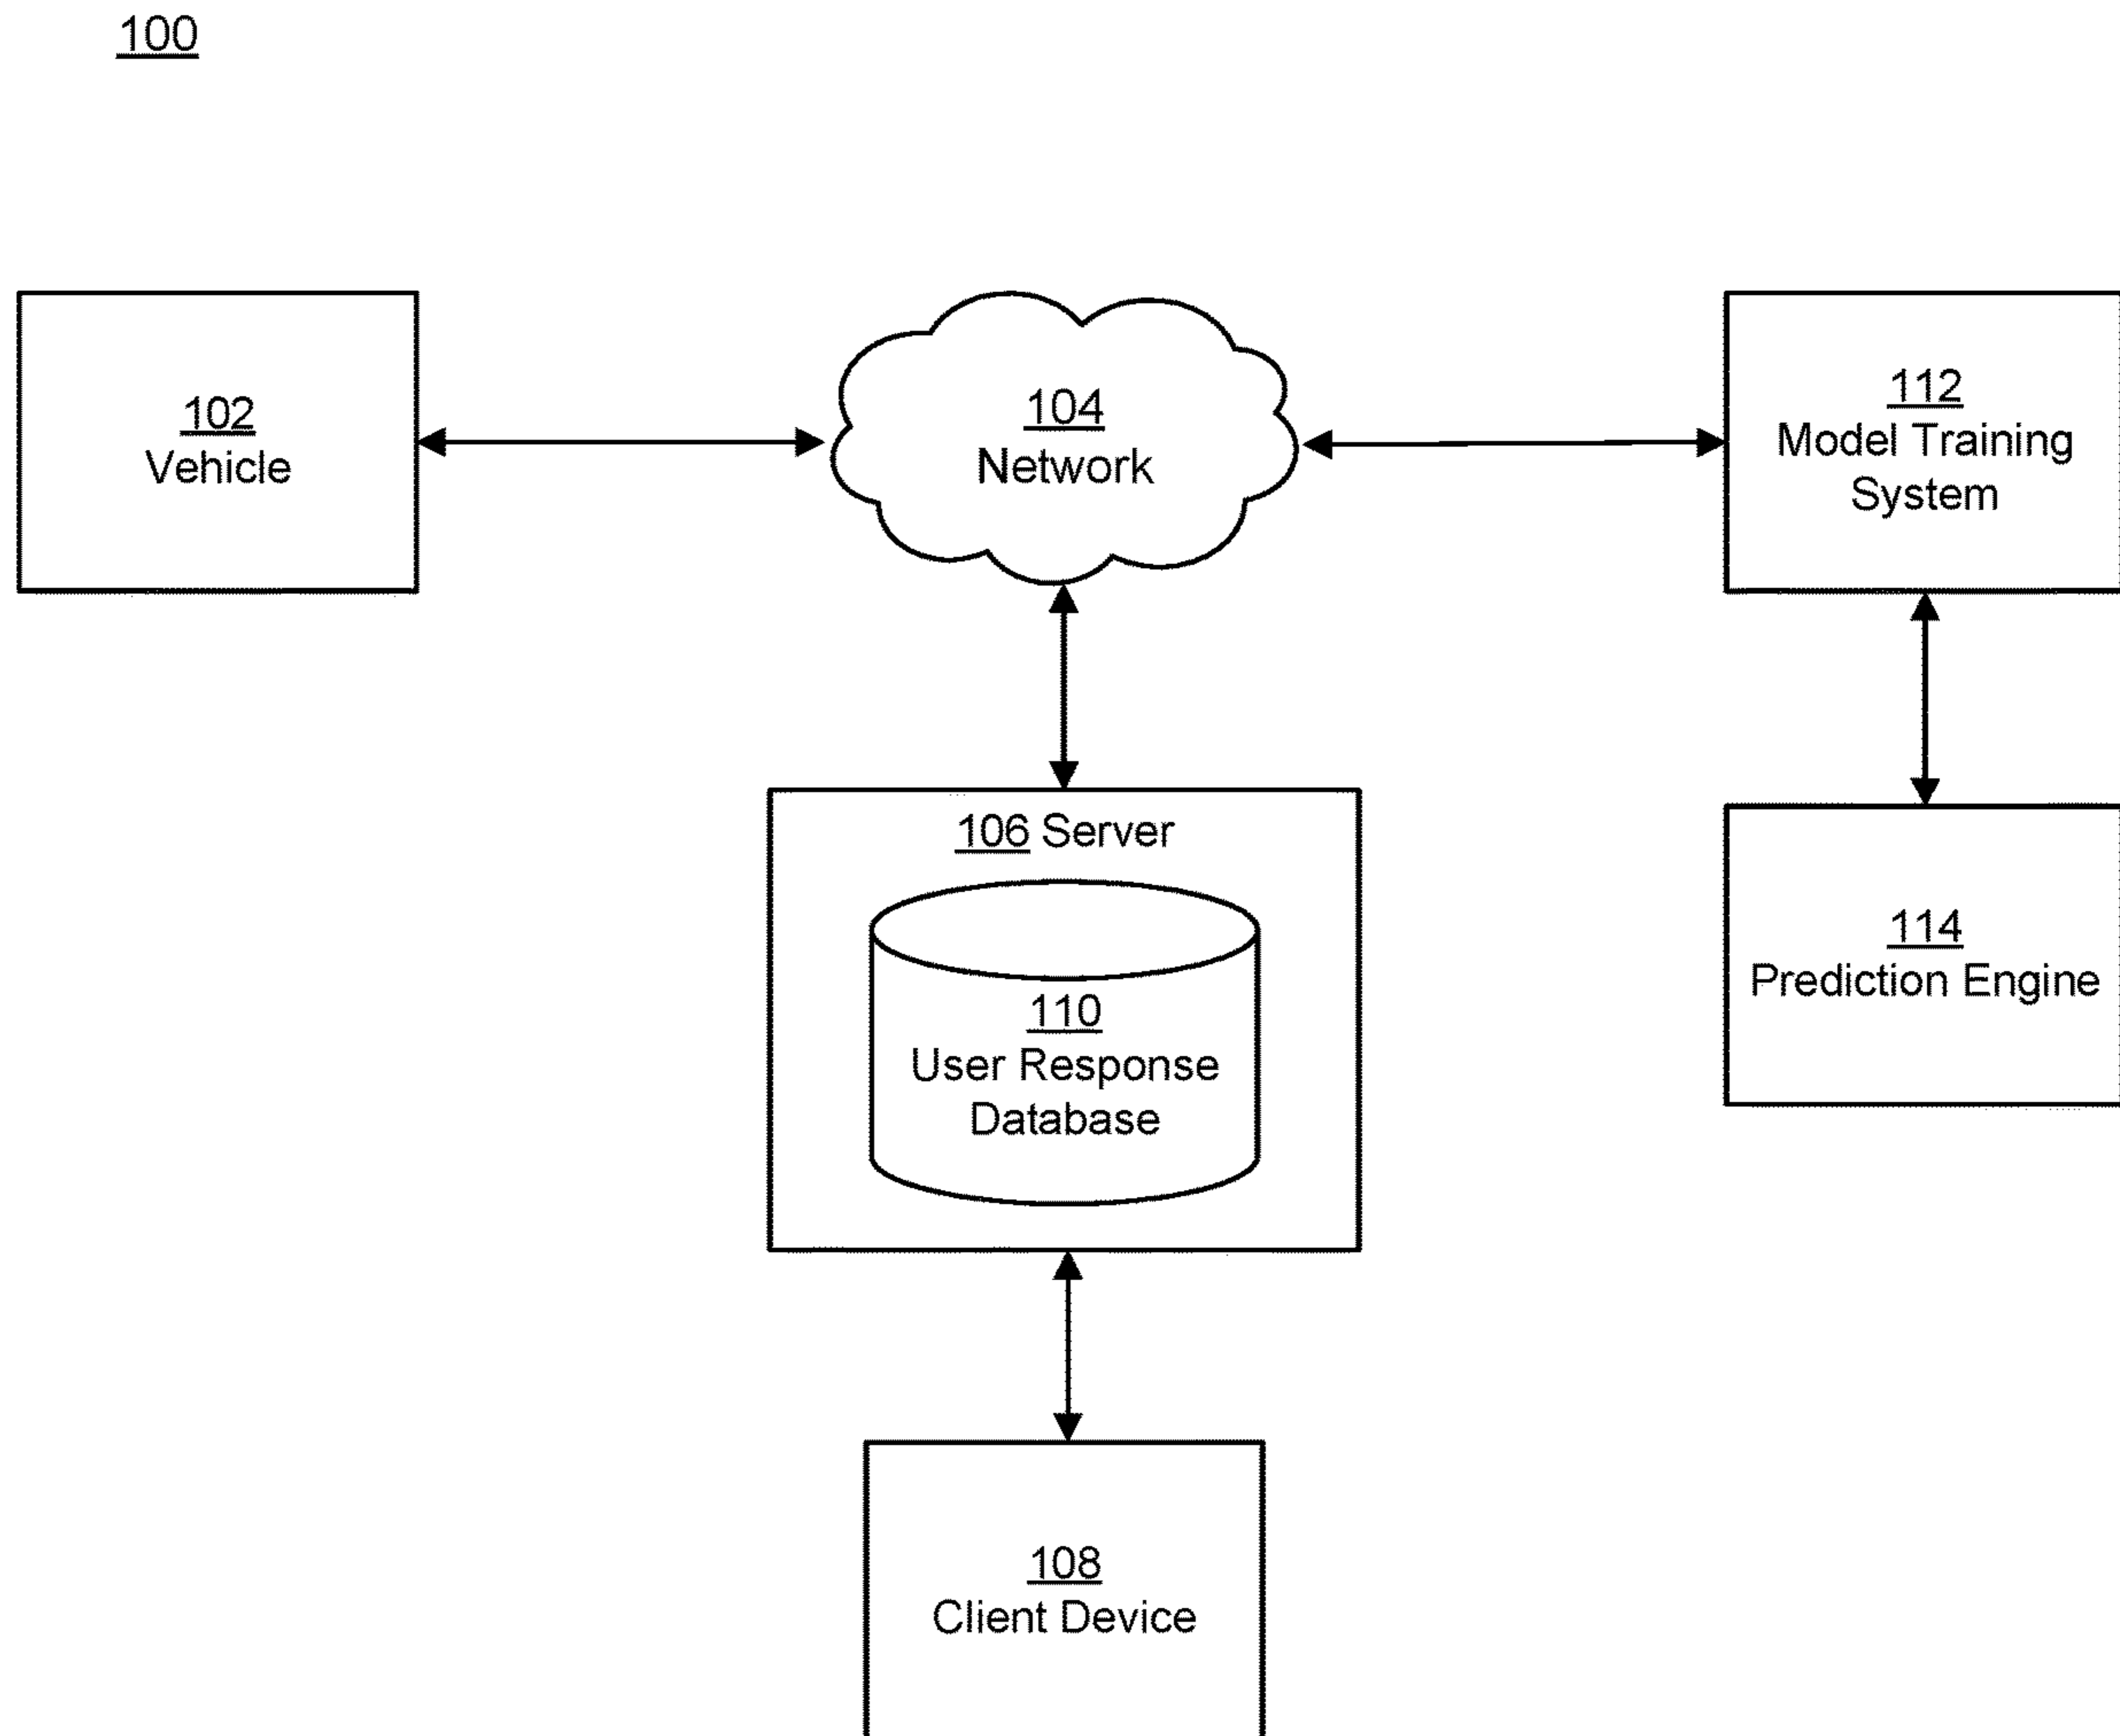 100
102
Vehicle
104
Network
112
Model Training
System
106 Server
110
User Response
Database
114
Prediction Engine
108
Client Device